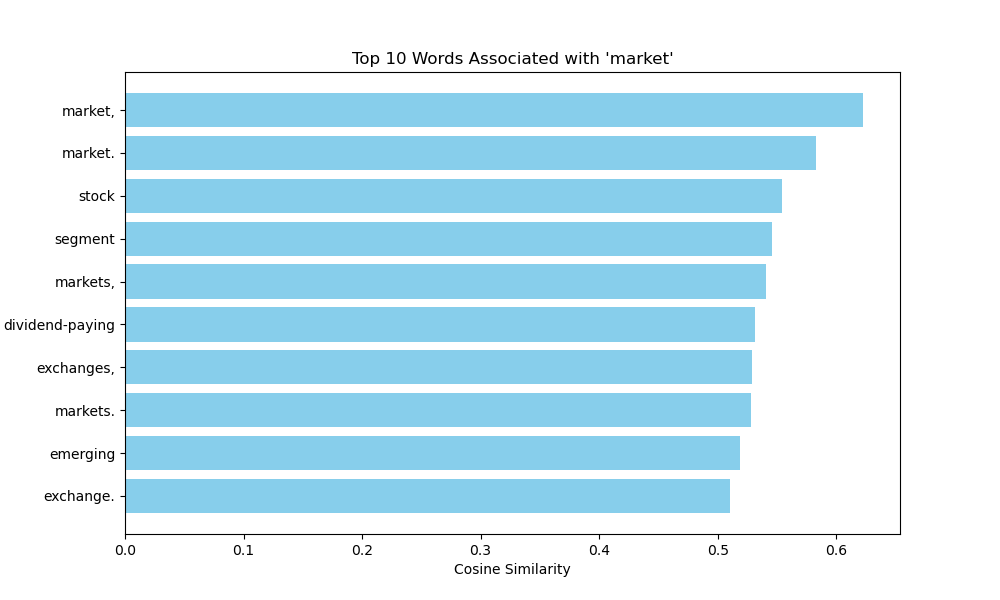 Top 10 Words Associated with 'market'
market,
market.
stock
segment
markets,
dividend-paying
exchanges,
markets.
emerging
exchange.
0.0 0.1 0.2 0.3 0.4 0.5 0.6
Cosine Similarity